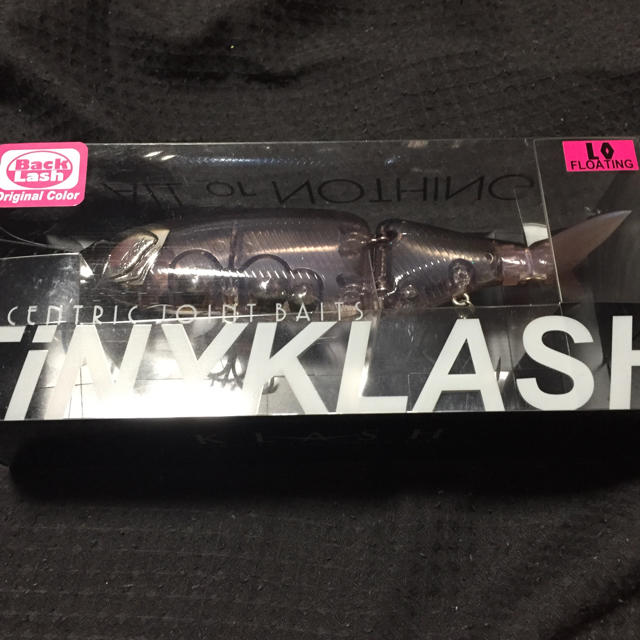 Back
Lash
Original Color
LO
FLOATING
ALL or NOTHING
CENTRIC JOINT BAITS
TiNYKLASH
KLASH